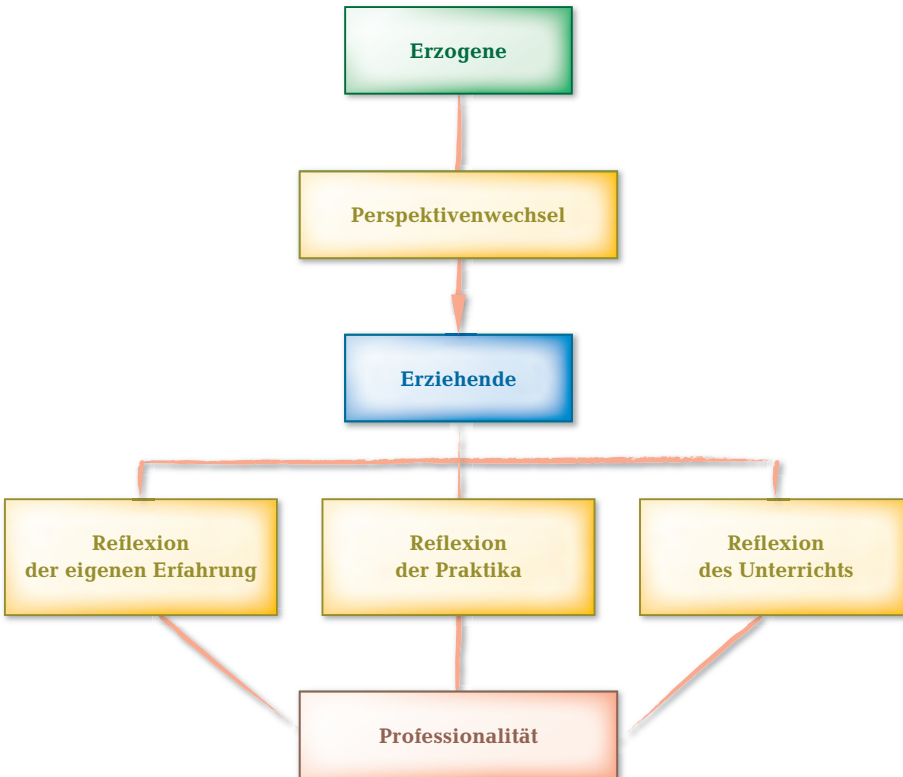 Erzogene
Perspektivenwechsel
Erziehende
Reflexion
der eigenen Erfahrung
Reflexion
der Praktika
Reflexion
des Unterrichts
Professionalität